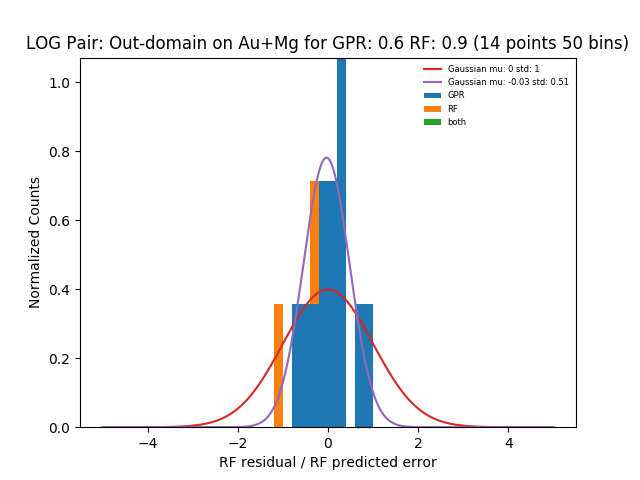 LOG Pair: Out-domain on Au+Mg for GPR: 0.6 RF: 0.9 (14 points 50 bins)
Gaussian mu: 0 std: 1
Gaussian mu: -0.03 std: 0.51
GPR
RF
both
Normalized Counts
1.0
0.8
0.6
0.4
0.2
0.0
−4 −2 0 2 4
RF residual / RF predicted error